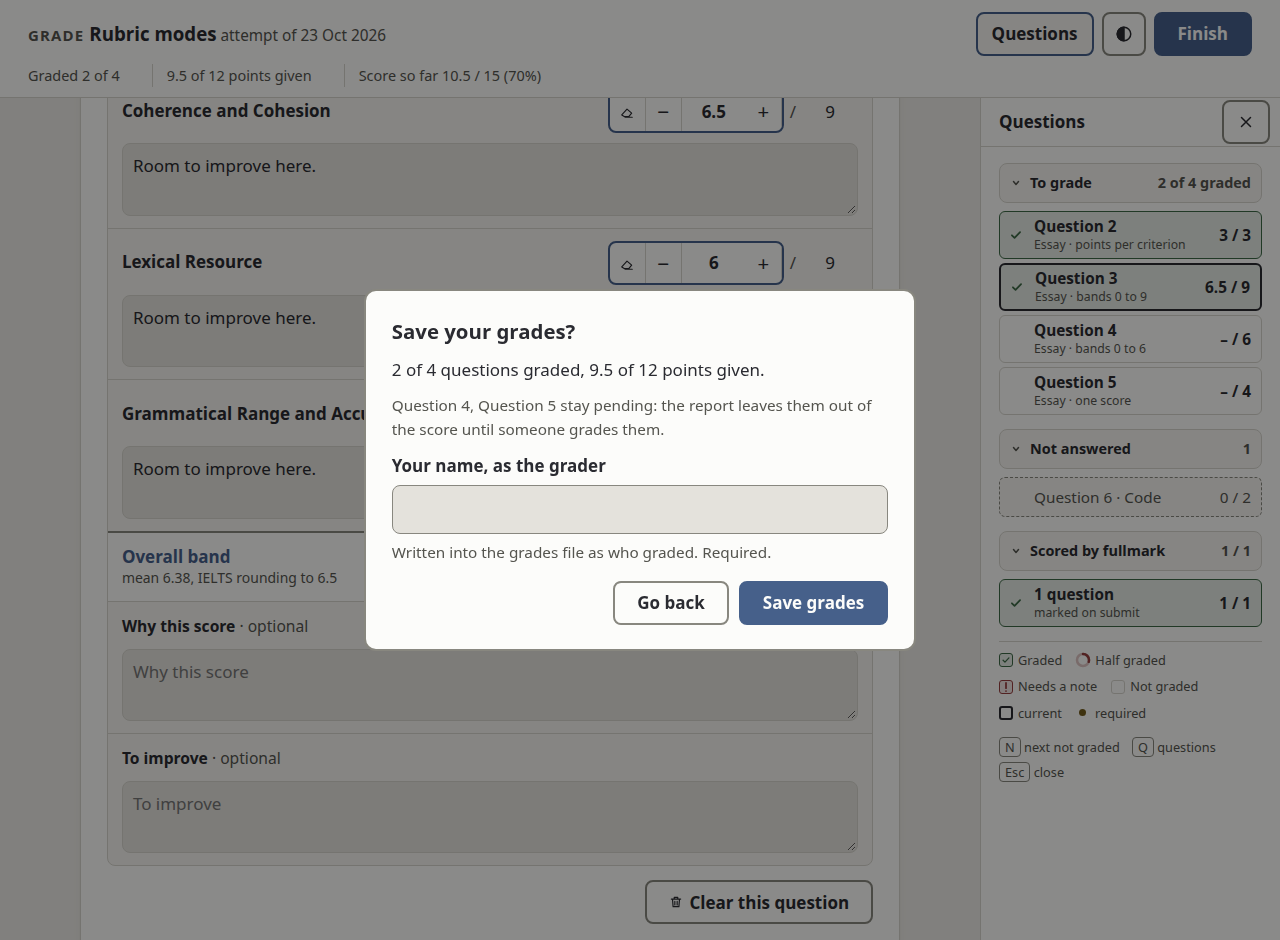 GRADE Rubric modes attempt of 23 Oct 2026
Questions
Finish
Graded 2 of 4
9.5 of 12 points given
Score so far 10.5 / 15 (70%)
Coherence and Cohesion
− 6.5 + / 9
Room to improve here.
Lexical Resource
− 6 + / 9
Room to improve here.
Grammatical Range and Accu
Room to improve here.
Overall band
mean 6.38, IELTS rounding to 6.5
Why this score · optional
Why this score
To improve · optional
To improve
Clear this question
Save your grades?
2 of 4 questions graded, 9.5 of 12 points given.
Question 4, Question 5 stay pending: the report leaves them out of
the score until someone grades them.
Your name, as the grader
Written into the grades file as who graded. Required.
Go back
Save grades
Questions
To grade 2 of 4 graded
Question 2 3 / 3
Essay · points per criterion
Question 3 6.5 / 9
Essay · bands 0 to 9
Question 4 – / 6
Essay · bands 0 to 6
Question 5 – / 4
Essay · one score
Not answered 1
Question 6 · Code 0 / 2
Scored by fullmark 1 / 1
1 question 1 / 1
marked on submit
Graded Half graded
Needs a note Not graded
current required
N next not graded Q questions
Esc close